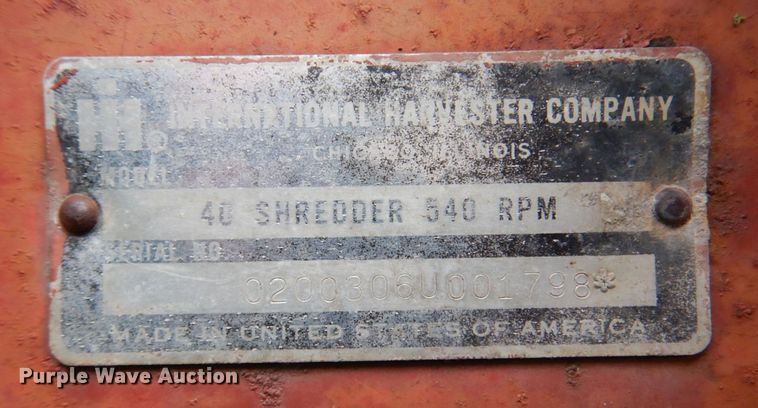 INTERNATIONAL HARVESTER COMPANY
CHICAGO, ILLINOIS
MODEL
40 SHREDDER 540 RPM
SERIAL NO
0200306U001798*
MADE IN UNITED STATES OF AMERICA
Purple Wave Auction